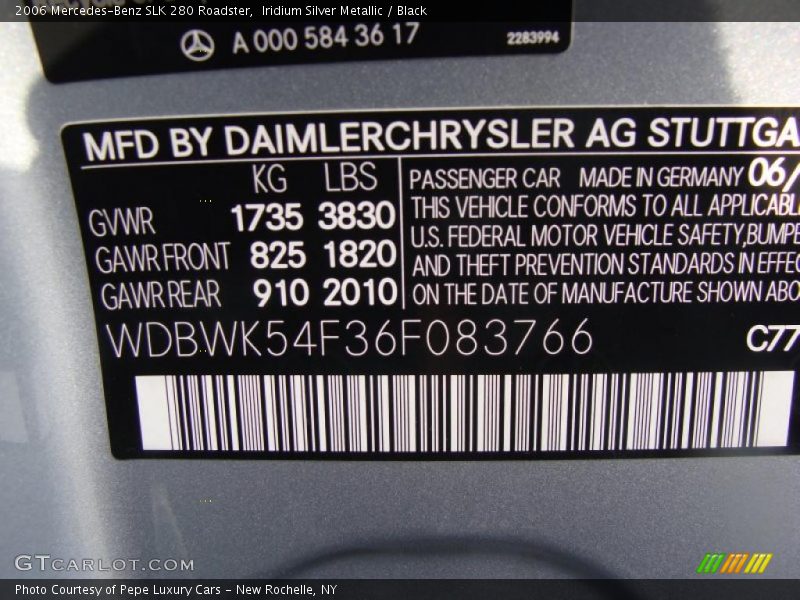 2006 Mercedes-Benz SLK 280 Roadster, Iridium Silver Metallic / Black
A 000 584 36 17 2283994
MFD BY DAIMLERCHRYSLER AG STUTTGA
KG LBS
GVWR 1735 3830
GAWR FRONT 825 1820
GAWR REAR 910 2010
PASSENGER CAR MADE IN GERMANY 06/
THIS VEHICLE CONFORMS TO ALL APPLICABL
U.S. FEDERAL MOTOR VEHICLE SAFETY, BUMPE
AND THEFT PREVENTION STANDARDS IN EFFEC
ON THE DATE OF MANUFACTURE SHOWN ABO
WDBWK54F36F083766 C77
GTCARLOT.COM
Photo Courtesy of Pepe Luxury Cars - New Rochelle, NY